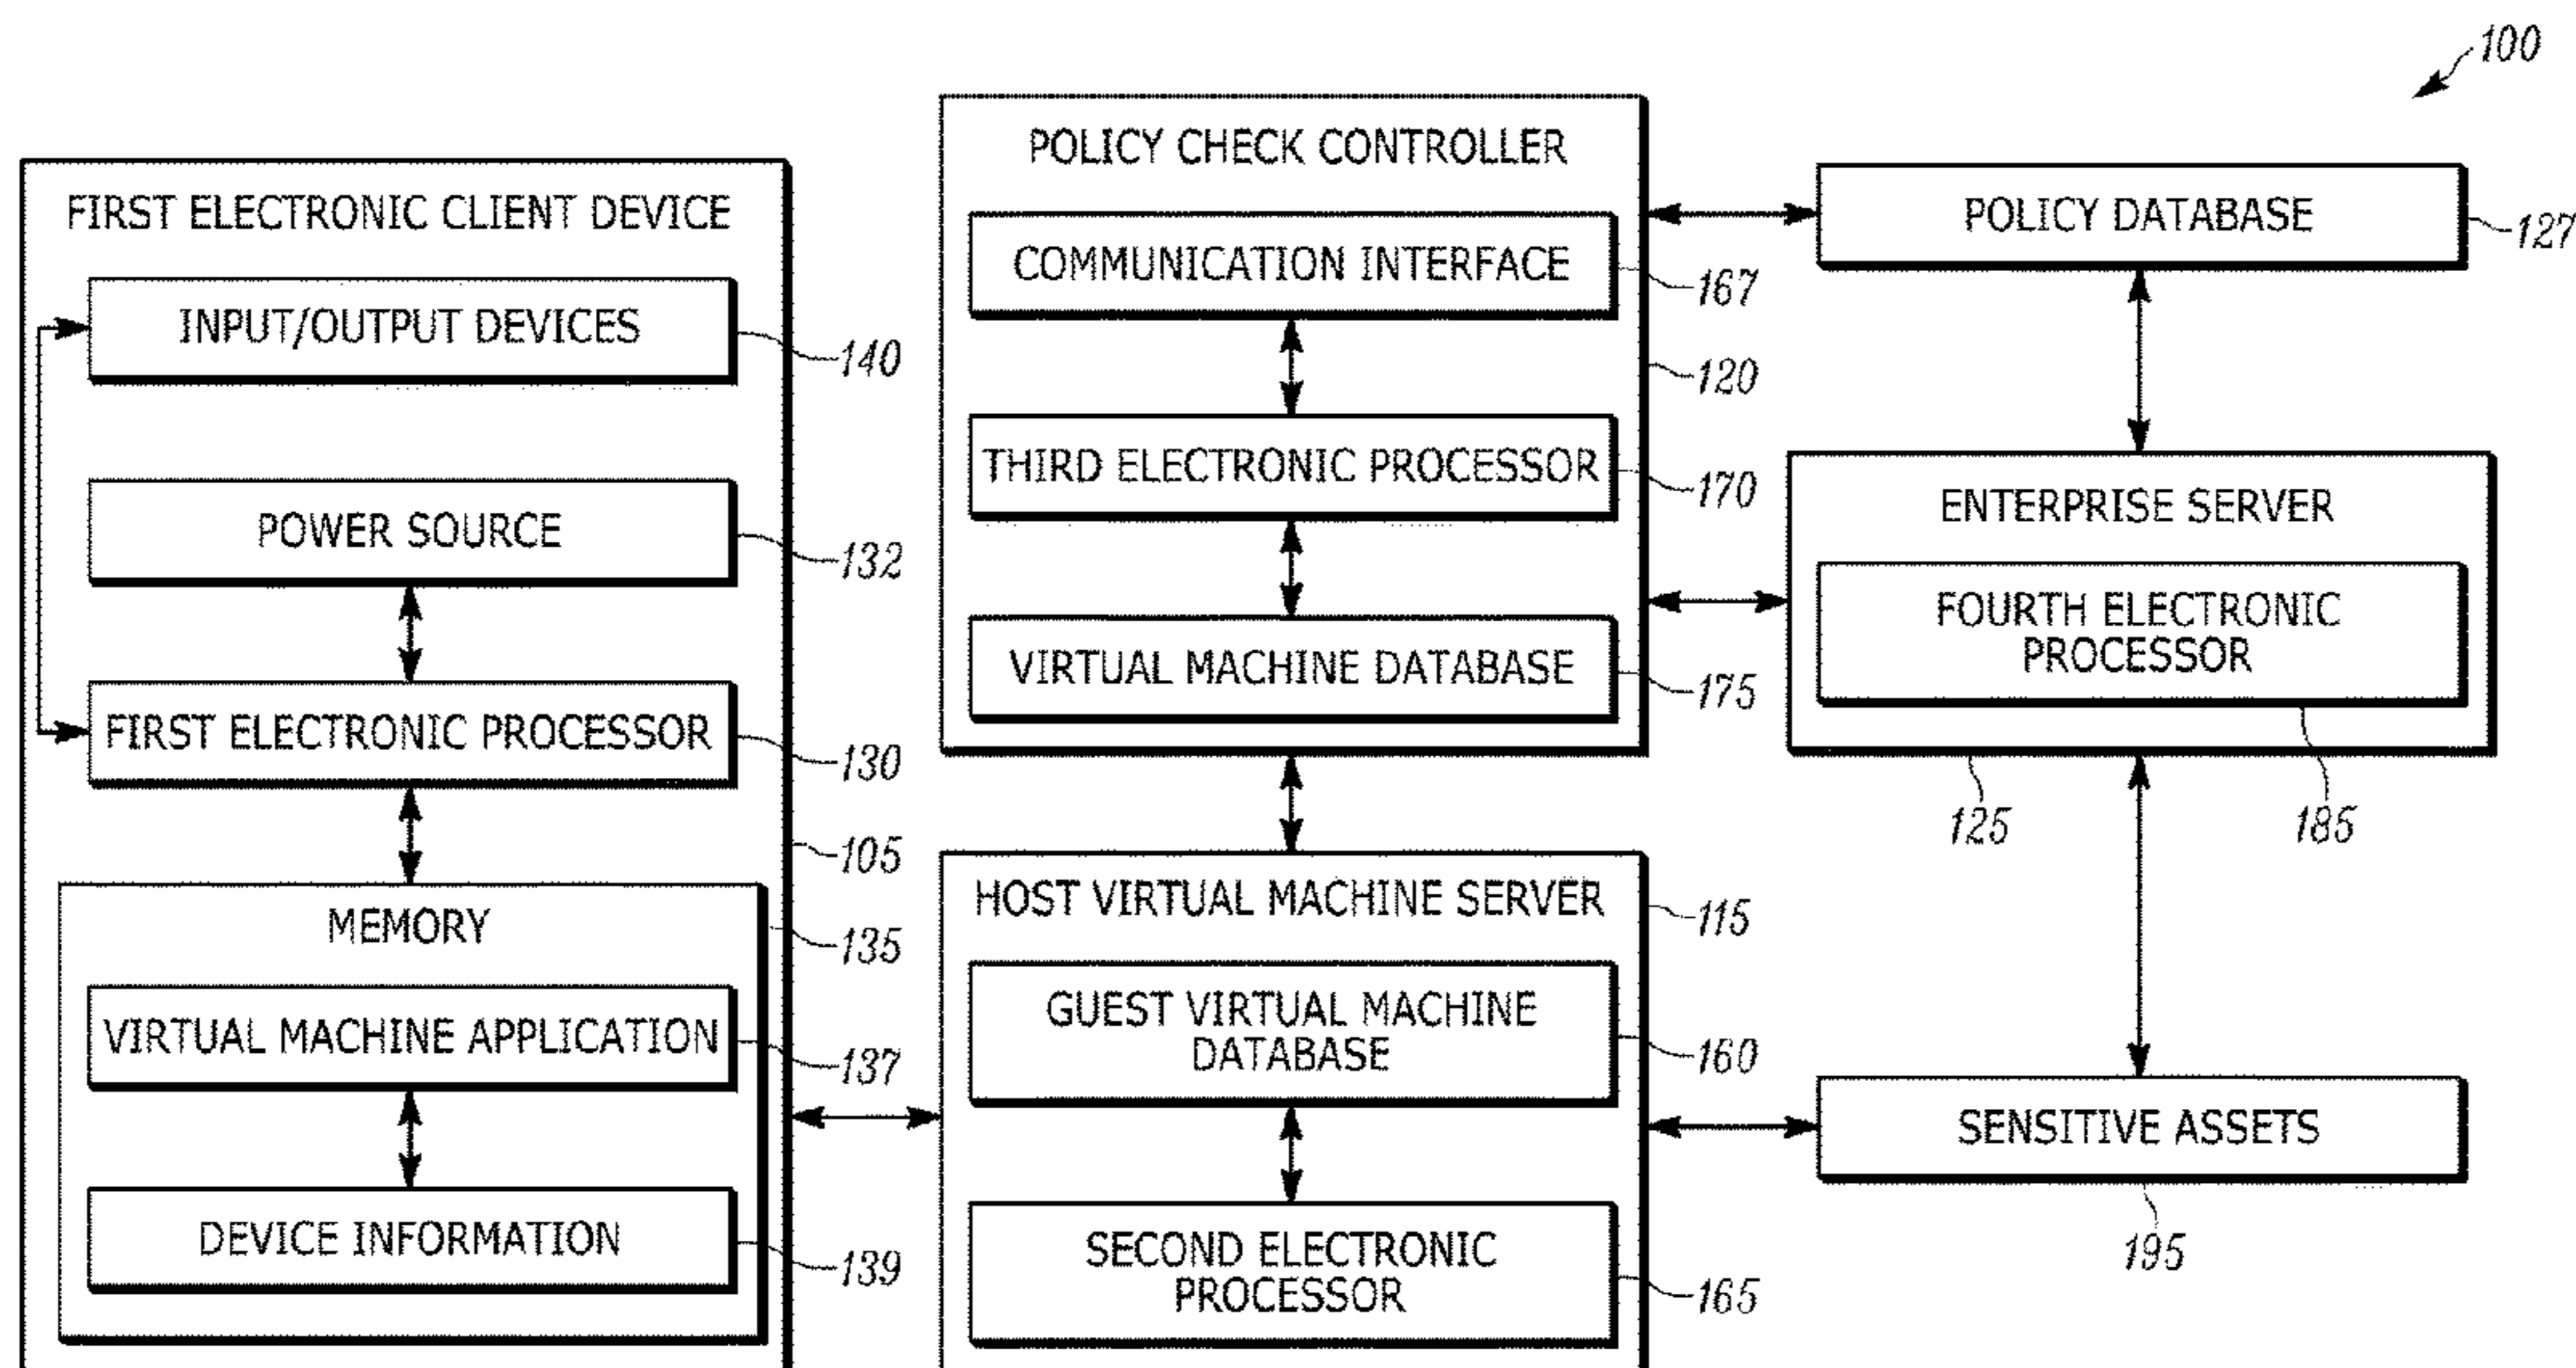 100
FIRST ELECTRONIC CLIENT DEVICE
INPUT/OUTPUT DEVICES
140
POWER SOURCE
132
FIRST ELECTRONIC PROCESSOR
130
105
MEMORY
135
VIRTUAL MACHINE APPLICATION
137
DEVICE INFORMATION
139
POLICY CHECK CONTROLLER
COMMUNICATION INTERFACE
167
120
THIRD ELECTRONIC PROCESSOR
170
VIRTUAL MACHINE DATABASE
175
HOST VIRTUAL MACHINE SERVER
115
GUEST VIRTUAL MACHINE
DATABASE
160
SECOND ELECTRONIC
PROCESSOR
165
POLICY DATABASE
127
ENTERPRISE SERVER
FOURTH ELECTRONIC
PROCESSOR
125
185
SENSITIVE ASSETS
195